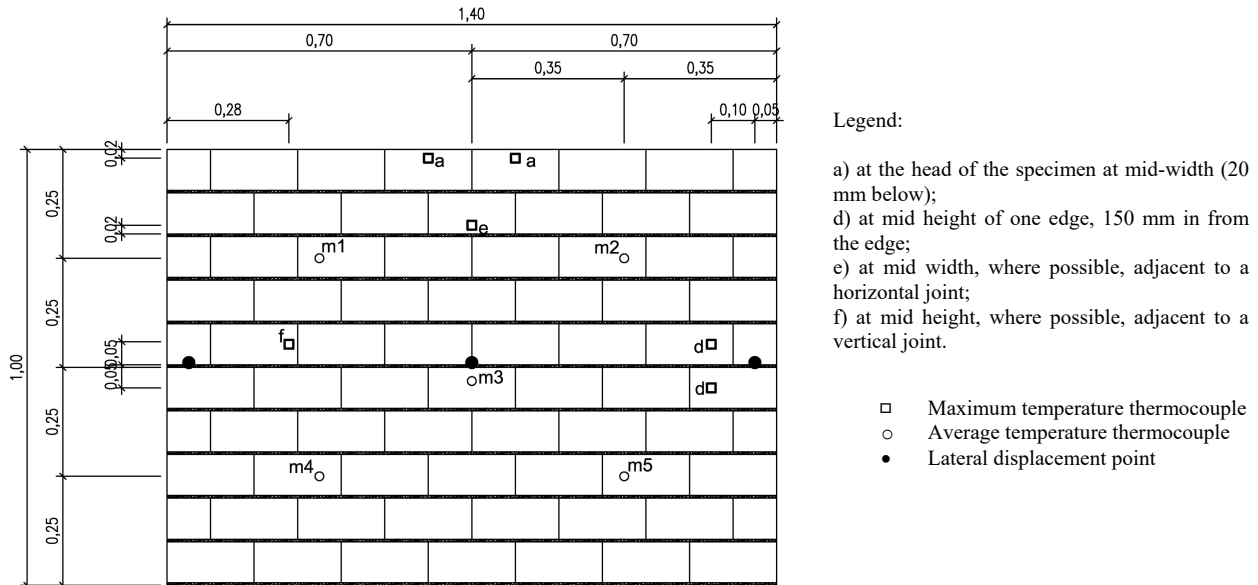 1,40
0,70
0,70
0,35
0,35
0,28
0,10
0,05
Legend:
a) at the head of the specimen at mid-width (20
mm below);
d) at mid height of one edge, 150 mm in from
the edge;
e) at mid width, where possible, adjacent to a
horizontal joint;
f) at mid height, where possible, adjacent to a
vertical joint.
Maximum temperature thermocouple
Average temperature thermocouple
Lateral displacement point
0,02
a
a
0,25
0,02
e
m1
m2
0,25
1,00
f
d
0,05
0,05
m3
d
0,25
m4
m5
0,25